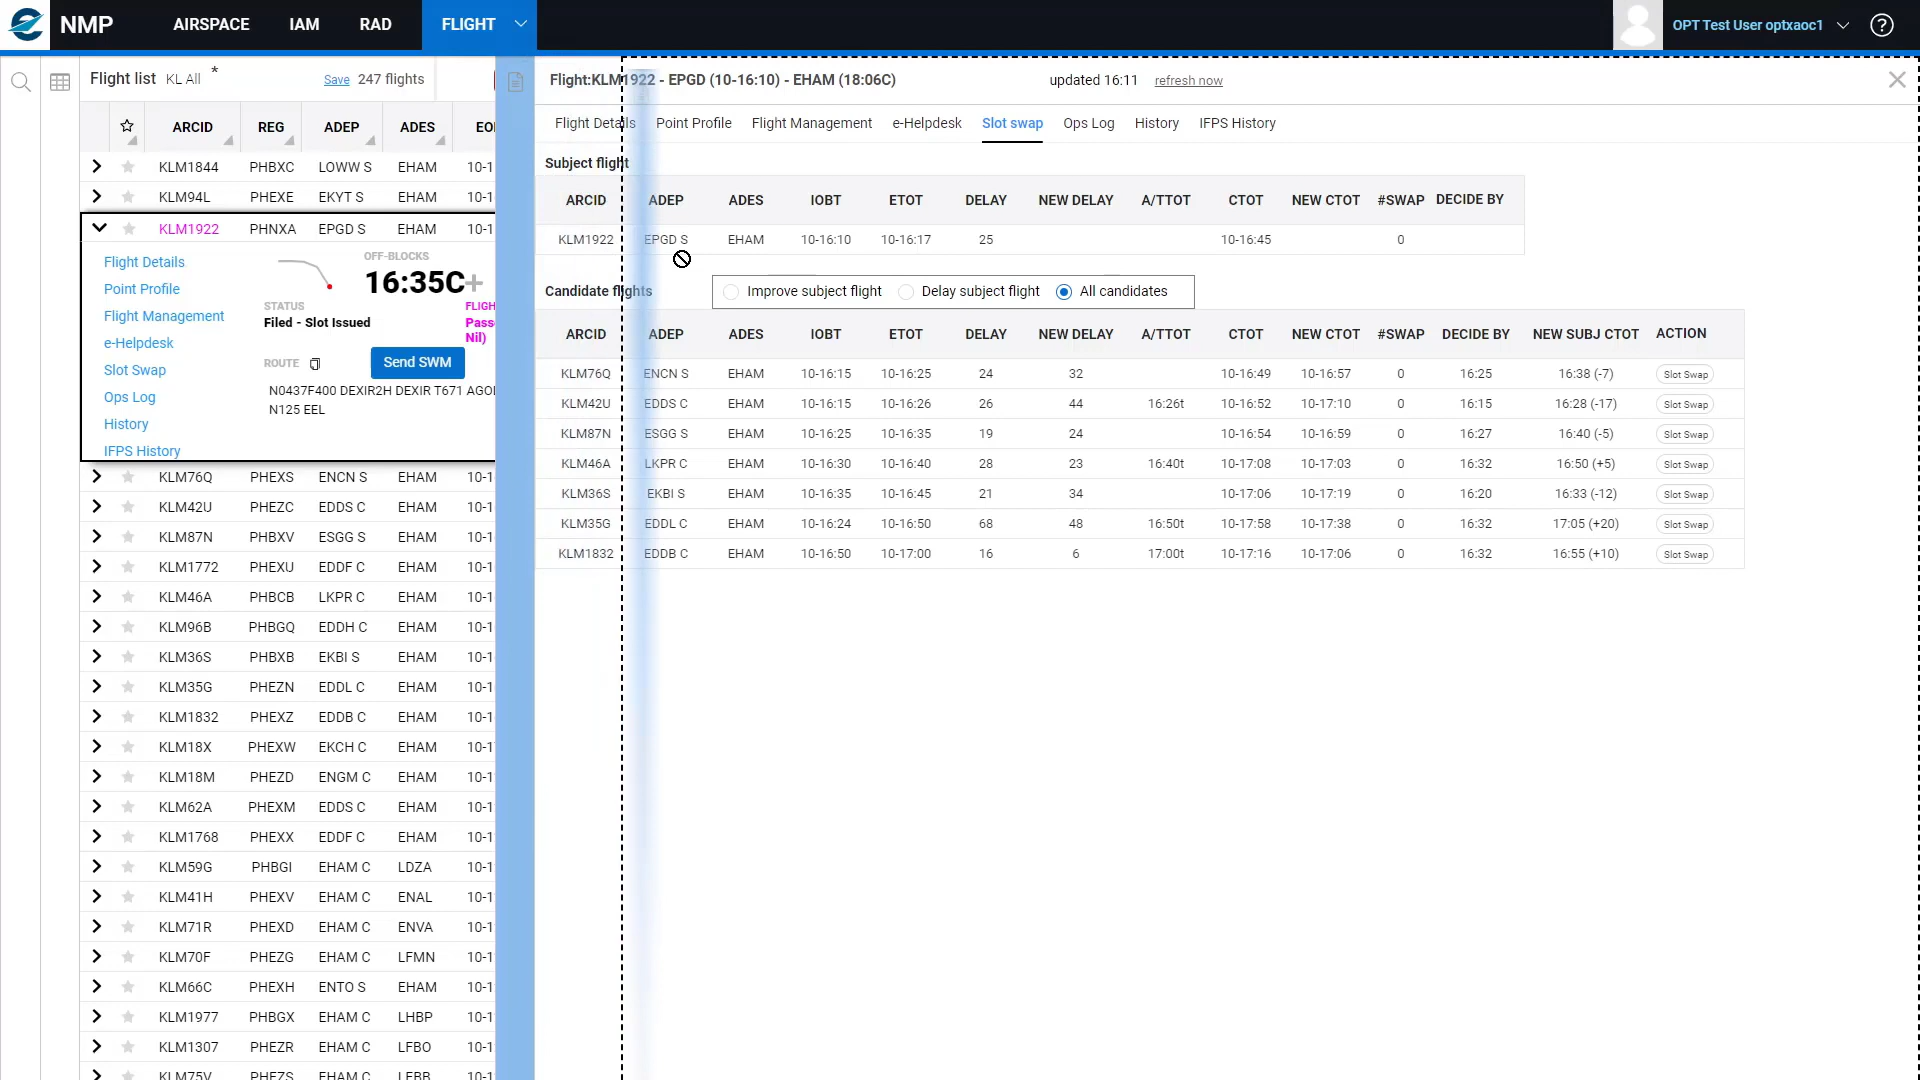 NMP AIRSPACE IAM RAD FLIGHT OPT Test User optxaoc1
Flight list KL All * Save 247 flights
ARCID REG ADEP ADES EO
KLM1844 PHBXC LOWW S EHAM 10-1
KLM94L PHEXE EKYT S EHAM 10-1
KLM1922 PHNXA EPGD S EHAM 10-1
Flight Details
Point Profile
Flight Management
e-Helpdesk
Slot Swap
Ops Log
History
IFPS History
OFF-BLOCKS
16:35C
STATUS
Filed - Slot Issued
FLIGH
Pass
Nil)
ROUTE
Send SWM
N0437F400 DEXIR2H DEXIR T671 AGO
N125 EEL
KLM76Q PHEXS ENCN S EHAM 10-1
KLM42U PHEZC EDDS C EHAM 10-1
KLM87N PHBXV ESGG S EHAM 10-1
KLM1772 PHEXU EDDF C EHAM 10-1
KLM46A PHBCB LKPR C EHAM 10-1
KLM96B PHBGQ EDDH C EHAM 10-1
KLM36S PHBXB EKBI S EHAM 10-1
KLM35G PHEZN EDDL C EHAM 10-1
KLM1832 PHEXZ EDDB C EHAM 10-1
KLM18X PHEXW EKCH C EHAM 10-1
KLM18M PHEZD ENGM C EHAM 10-1
KLM62A PHEXM EDDS C EHAM 10-1
KLM1768 PHEXX EDDF C EHAM 10-1
KLM59G PHBGI EHAM C LDZA 10-1
KLM41H PHEXV EHAM C ENAL 10-1
KLM71R PHEXD EHAM C ENVA 10-1
KLM70F PHEZG EHAM C LFMN 10-1
KLM66C PHEXH ENTO S EHAM 10-1
KLM1977 PHBGX EHAM C LHBP 10-1
KLM1307 PHEZR EHAM C LFBO 10-1
KLM75V PHEZS EHAM C LFBB 10-1
Flight:KLM1922 - EPGD (10-16:10) - EHAM (18:06C) updated 16:11 refresh now
Flight Details Point Profile Flight Management e-Helpdesk Slot swap Ops Log History IFPS History
Subject flight
ARCID ADEP ADES IOBT ETOT DELAY NEW DELAY A/TTOT CTOT NEW CTOT #SWAP DECIDE BY
KLM1922 EPGD S EHAM 10-16:10 10-16:17 25 10-16:45 0
Candidate flights Improve subject flight Delay subject flight All candidates
ARCID ADEP ADES IOBT ETOT DELAY NEW DELAY A/TTOT CTOT NEW CTOT #SWAP DECIDE BY NEW SUBJ CTOT ACTION
KLM76Q ENCN S EHAM 10-16:15 10-16:25 24 32 10-16:49 10-16:57 0 16:25 16:38 (-7) Slot Swap
KLM42U EDDS C EHAM 10-16:15 10-16:26 26 44 16:26t 10-16:52 10-17:10 0 16:15 16:28 (-17) Slot Swap
KLM87N ESGG S EHAM 10-16:25 10-16:35 19 24 10-16:54 10-16:59 0 16:27 16:40 (-5) Slot Swap
KLM46A LKPR C EHAM 10-16:30 10-16:40 28 23 16:40t 10-17:08 10-17:03 0 16:32 16:50 (+5) Slot Swap
KLM36S EKBI S EHAM 10-16:35 10-16:45 21 34 10-17:06 10-17:19 0 16:20 16:33 (-12) Slot Swap
KLM35G EDDL C EHAM 10-16:24 10-16:50 68 48 16:50t 10-17:58 10-17:38 0 16:32 17:05 (+20) Slot Swap
KLM1832 EDDB C EHAM 10-16:50 10-17:00 16 6 17:00t 10-17:16 10-17:06 0 16:32 16:55 (+10) Slot Swap